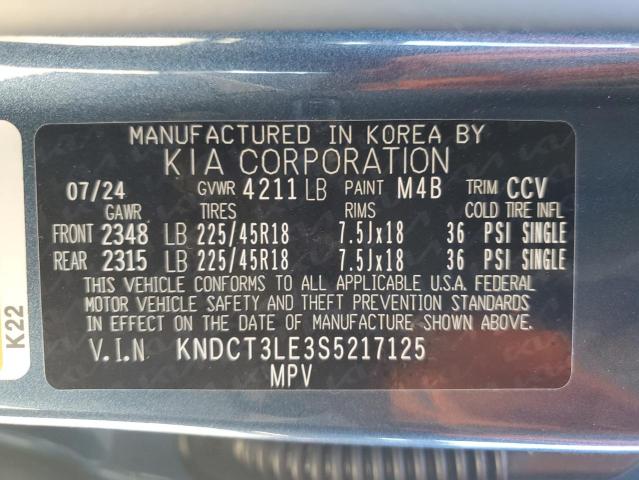 MANUFACTURED IN KOREA BY
KIA CORPORATION
07/24 GVWR 4211 LB PAINT M4B TRIM CCV
GAWR TIRES RIMS COLD TIRE INFL
FRONT 2348 LB 225/45R18 7.5Jx18 36 PSI SINGLE
REAR 2315 LB 225/45R18 7.5Jx18 36 PSI SINGLE
THIS VEHICLE CONFORMS TO ALL APPLICABLE U.S.A. FEDERAL
MOTOR VEHICLE SAFETY AND THEFT PREVENTION STANDARDS
IN EFFECT ON THE DATE OF MANUFACTURE SHOWN ABOVE.
V.I.N KNDCT3LE3S5217125
MPV
K22